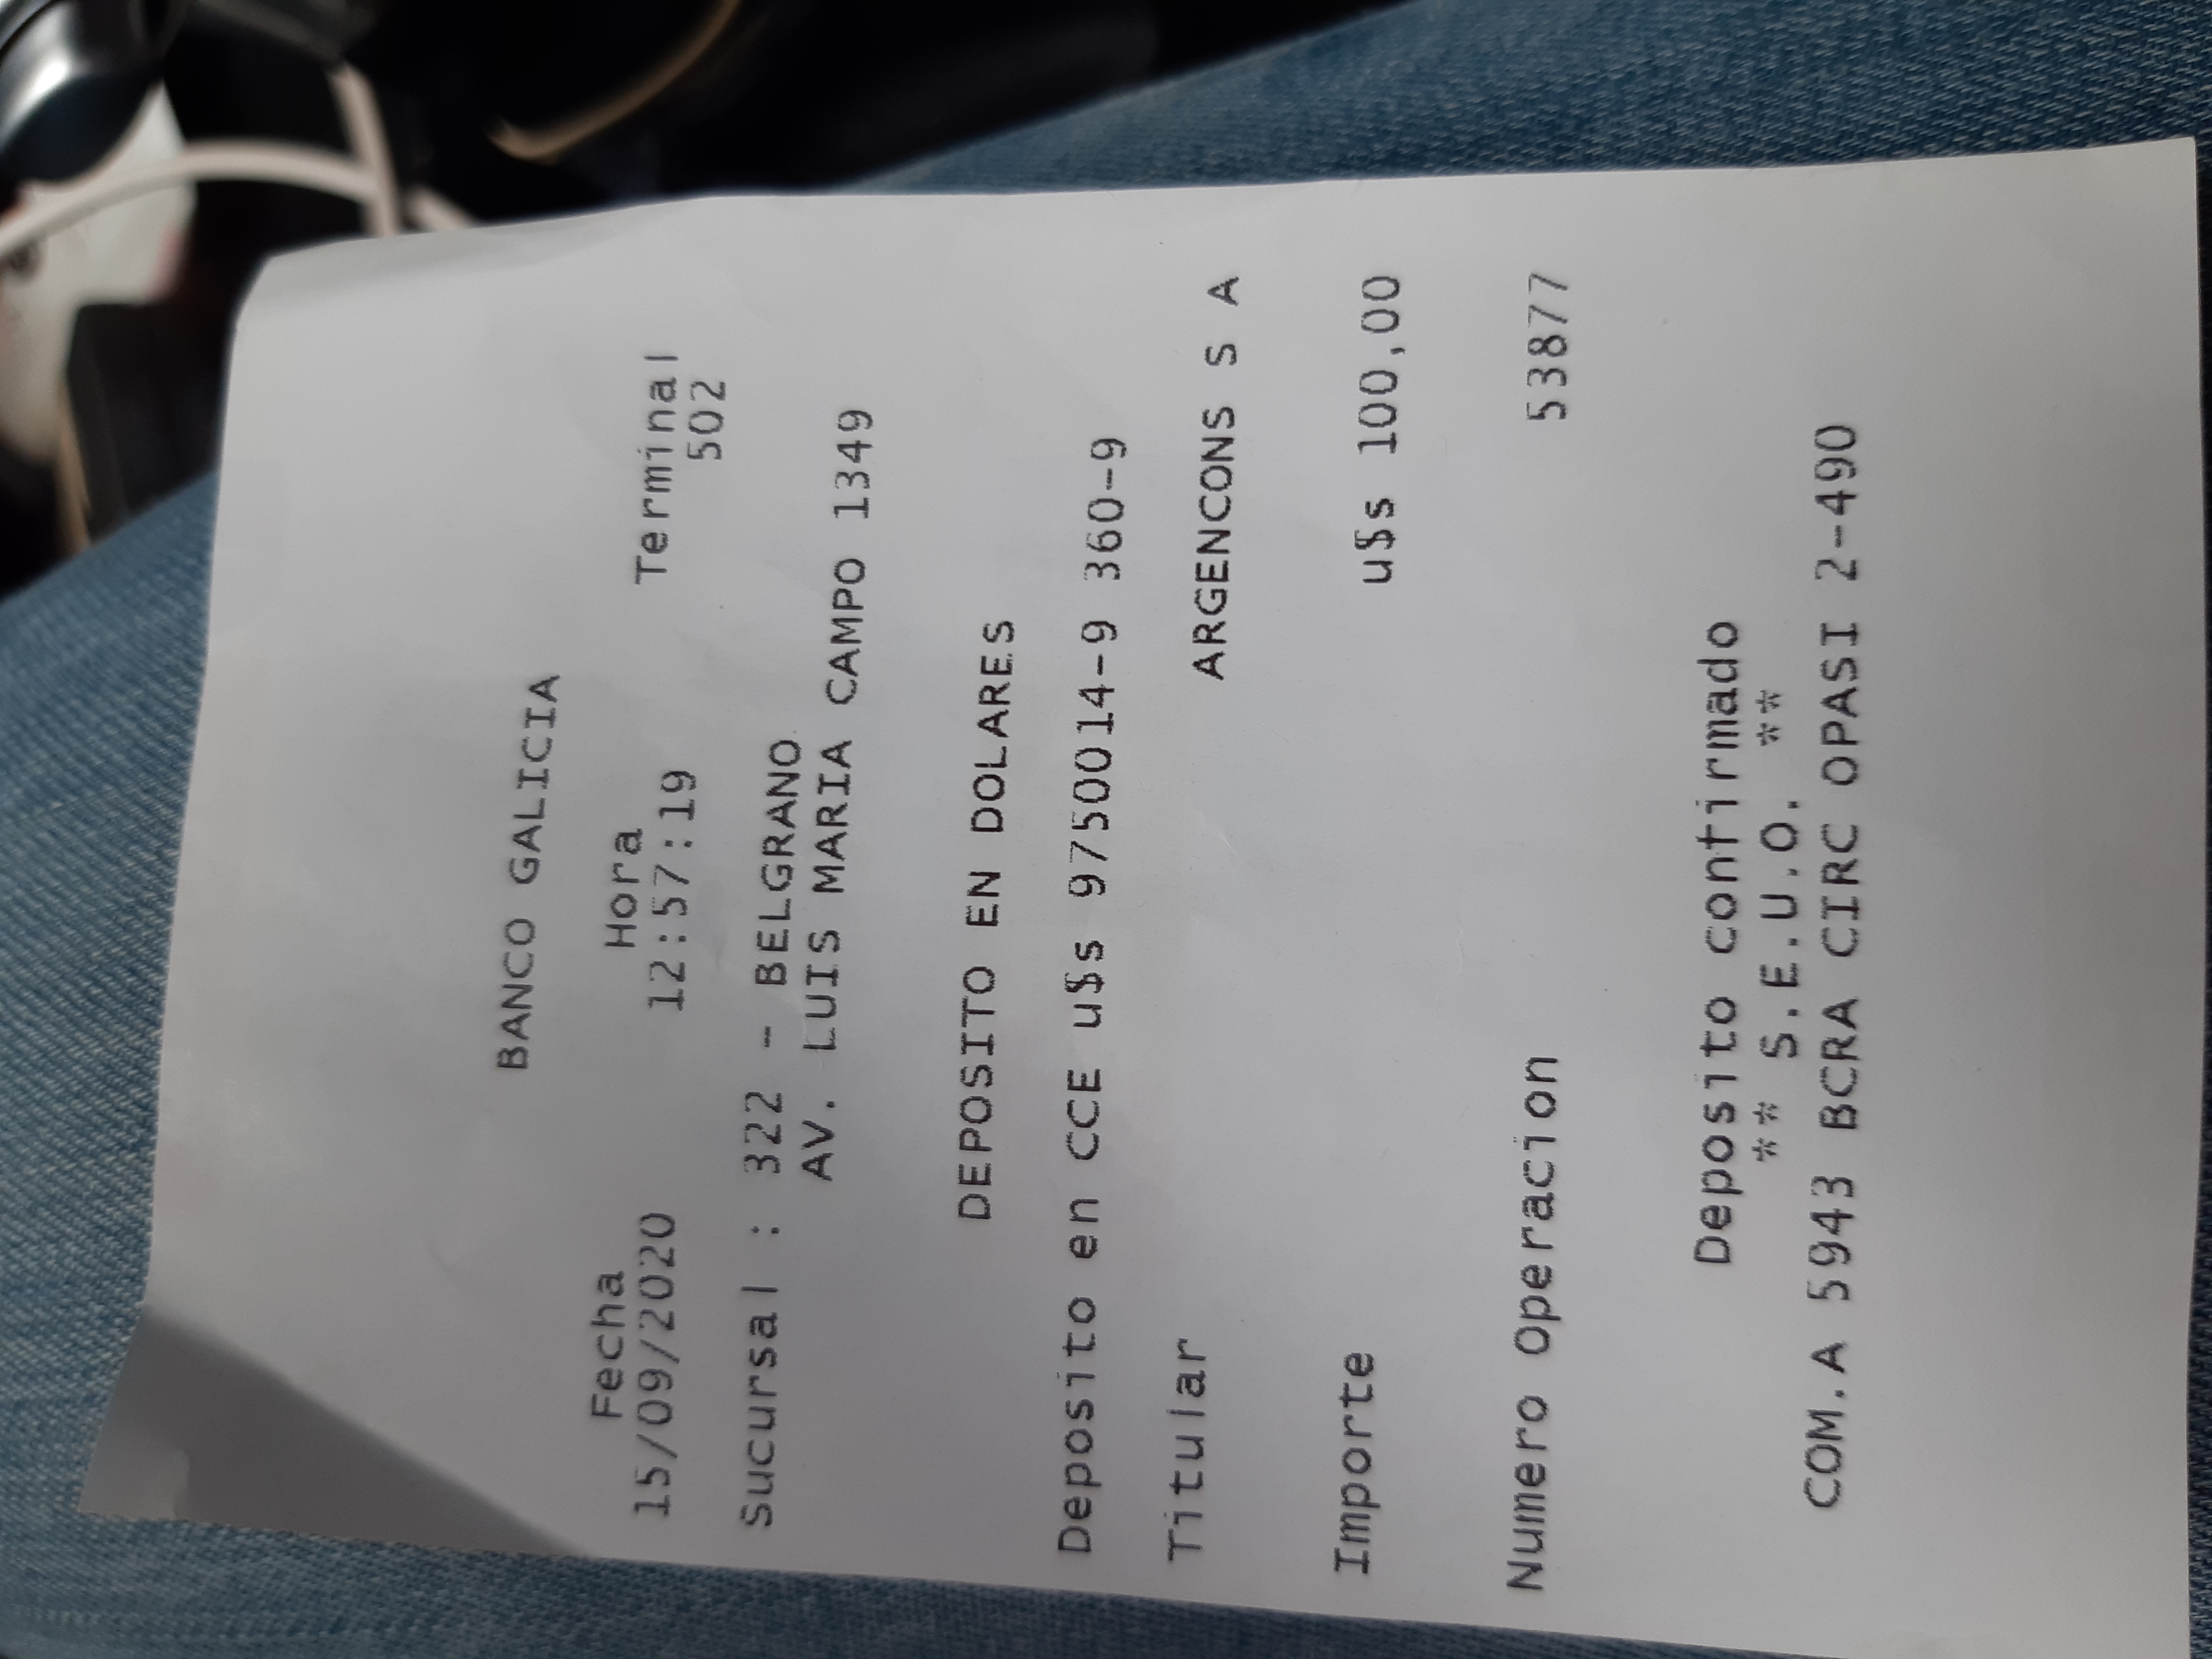 BANCO GALICIA
Fecha Hora Terminal
15/09/2020 12:57:19 502
Sucursal : 322 - BELGRANO
AV. LUIS MARIA CAMPO 1349
DEPOSITO EN DOLARES
Deposito en CCE u$s 9750014-9 360-9
Titular ARGENCONS S A
Importe u$s 100,00
Numero Operacion 53877
Deposito confirmado
** S.E.U.O. **
COM.A 5943 BCRA CIRC OPASI 2-490